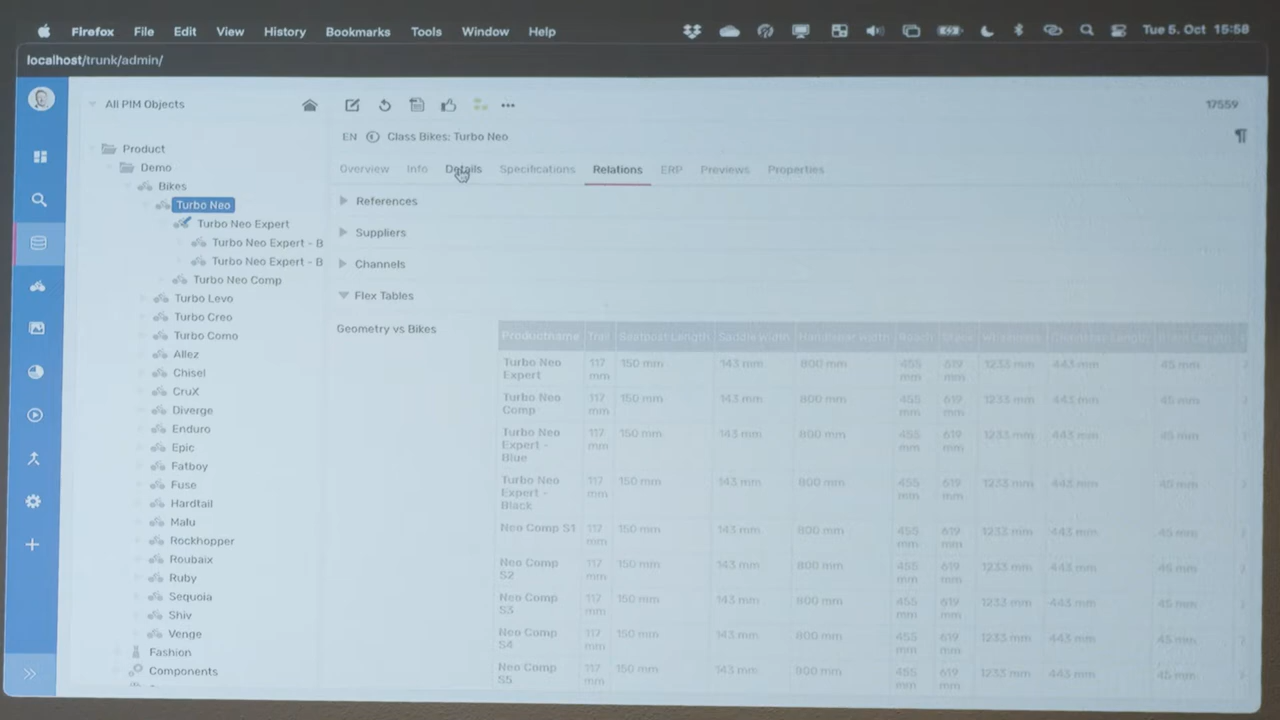 Firefox File Edit View History Bookmarks Tools Window Help Tue 5. Oct 15:58
localhost/trunk/admin/
All PIM Objects 17559
EN Class Bikes: Turbo Neo
Overview Info Details Specifications Relations ERP Previews Properties
Product
Demo
Bikes
Turbo Neo
Turbo Neo Expert
Turbo Neo Expert - B
Turbo Neo Expert - B
Turbo Neo Comp
Turbo Levo
Turbo Creo
Turbo Como
Allez
Chisel
CruX
Diverge
Enduro
Epic
Fatboy
Fuse
Hardtail
Malu
Rockhopper
Roubaix
Ruby
Sequoia
Shiv
Venge
Fashion
Components
References
Suppliers
Channels
Flex Tables
Geometry vs Bikes
Productname Trail Seatpost Length Saddle Width Handlebar Width Reach Stack Wheelbase Length
Turbo Neo 117 150 mm 143 mm 800 mm 455 619 1233 mm 443 mm 45 mm
Expert mm mm mm
Turbo Neo 117 150 mm 143 mm 800 mm 455 619 1233 mm 443 mm 45 mm
Comp mm mm mm
Turbo Neo 117 150 mm 143 mm 800 mm 455 619 1233 mm 443 mm 45 mm
Expert - mm mm mm
Blue
Turbo Neo 117 150 mm 143 mm 800 mm 455 619 1233 mm 443 mm 45 mm
Expert - mm mm mm
Black
Neo Comp S1 117 150 mm 143 mm 800 mm 455 619 1233 mm 443 mm 45 mm
mm mm mm
Neo Comp 117 150 mm 143 mm 800 mm 455 619 1233 mm 443 mm 45 mm
S2 mm mm mm
Neo Comp 117 150 mm 143 mm 800 mm 455 619 1233 mm 443 mm 45 mm
S3 mm mm mm
Neo Comp 117 150 mm 143 mm 800 mm 455 619 1233 mm 443 mm 45 mm
S4 mm mm mm
Neo Comp 117 150 mm 143 mm 800 mm 455 619 1233 mm 443 mm 45 mm
S5 mm mm mm